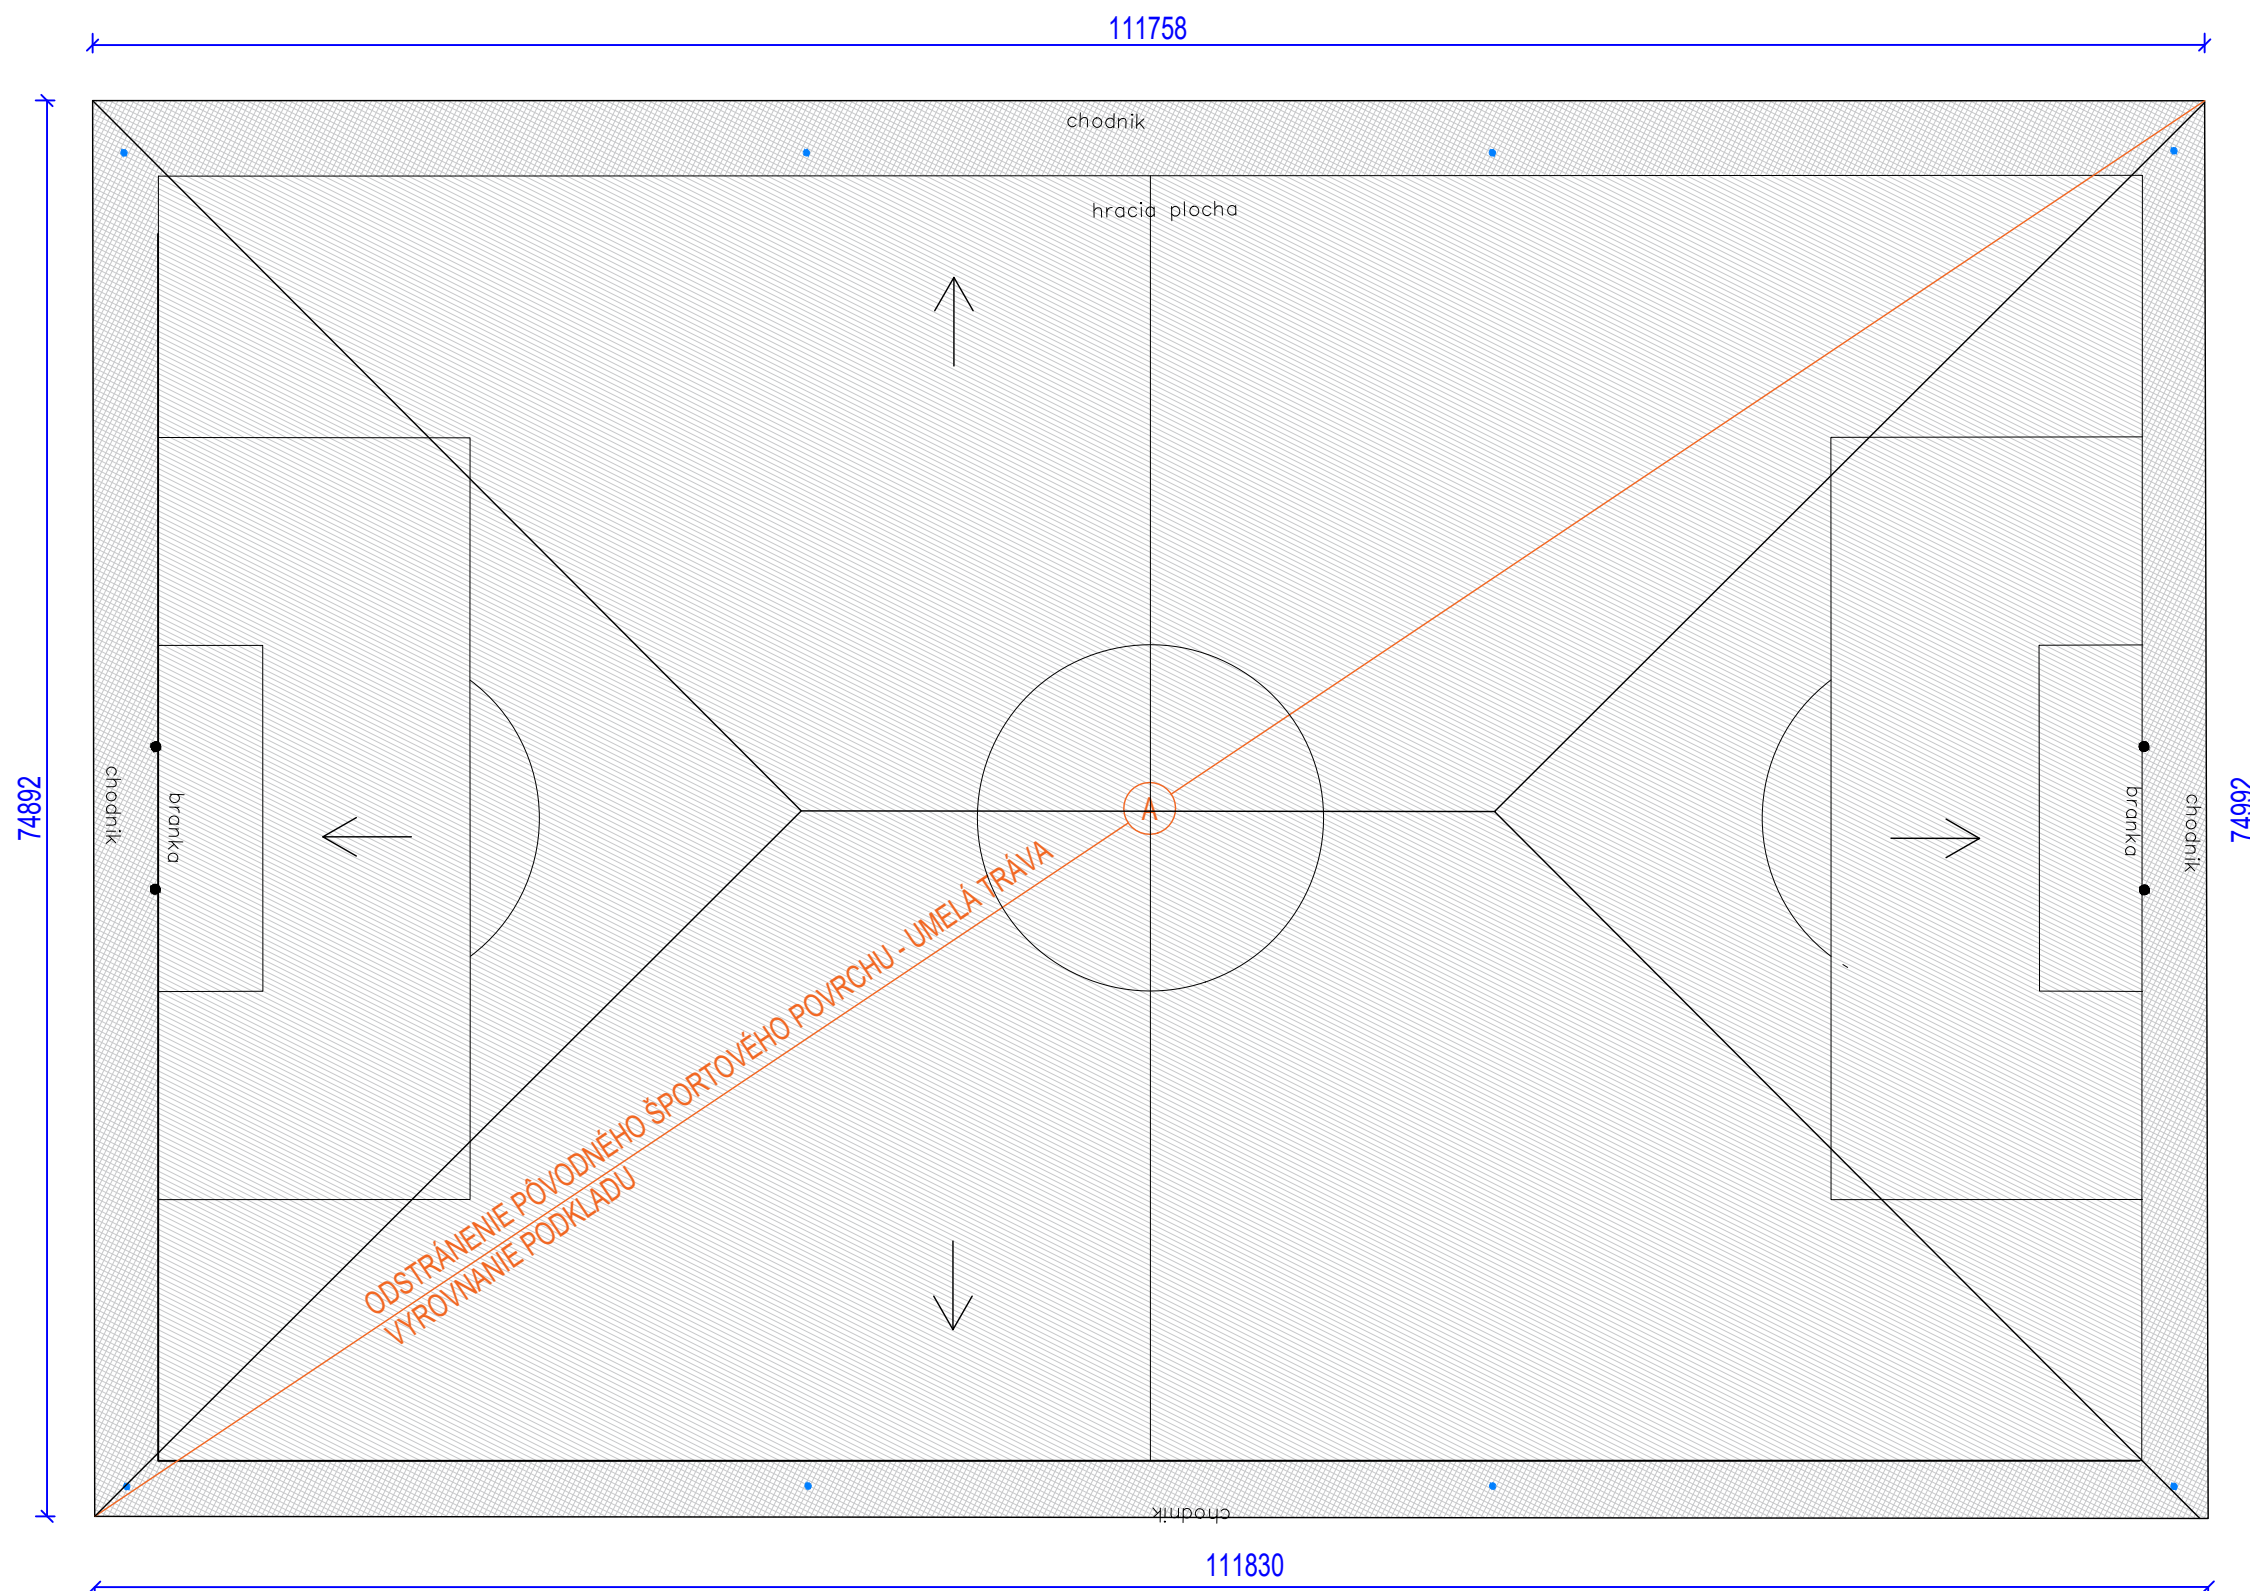 111758
chodnik
hracia plocha
74892
chodnik
branka
A
branka
chodnik
74992
ODSTRÁNENIE PÔVODNÉHO ŠPORTOVÉHO POVRCHU - UMELÁ TRÁVA
VYROVNANIE PODKLADU
chodnik
111830